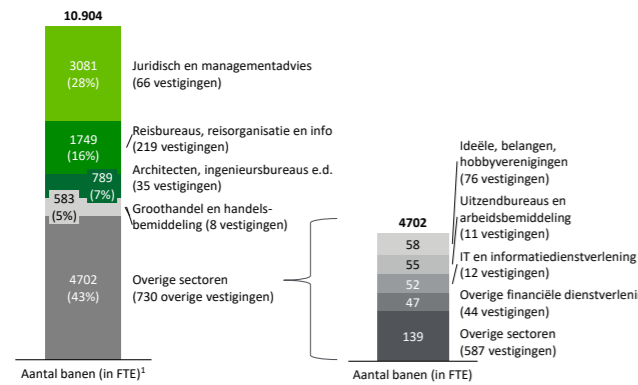 10.904
3081
(28%)
Juridisch en managementadvies
(66 vestigingen)
1749
(16%)
Reisbureaus, reisorganisatie en info
(219 vestigingen)
789
(7%)
Architecten, ingenieursbureaus e.d.
(35 vestigingen)
583
(5%)
Groothandel en handels-
bemiddeling (8 vestigingen)
4702
(43%)
Overige sectoren
(730 overige vestigingen)
Aantal banen (in FTE)¹
4702
58
Ideële, belangen,
hobbyverenigingen
(76 vestigingen)
55
Uitzendbureaus en
arbeidsbemiddeling
(11 vestigingen)
52
IT en informatiedienstverlening
(12 vestigingen)
47
Overige financiële dienstverleni
(44 vestigingen)
139
Overige sectoren
(587 vestigingen)
Aantal banen (in FTE)